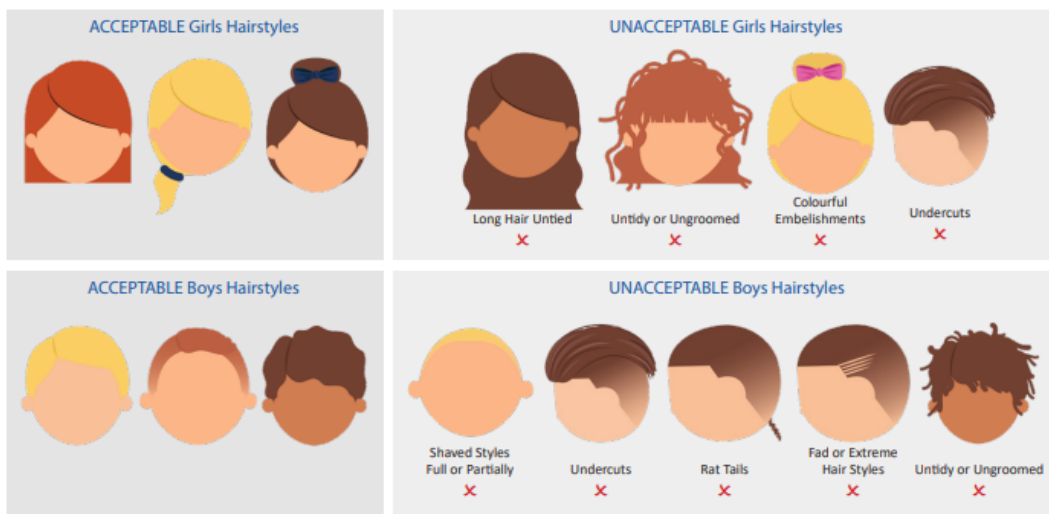 ACCEPTABLE Girls Hairstyles
UNACCEPTABLE Girls Hairstyles
Long Hair Untied
Untidy or Ungroomed
Colourful
Embelishments
Undercuts
ACCEPTABLE Boys Hairstyles
UNACCEPTABLE Boys Hairstyles
Shaved Styles
Full or Partially
Undercuts
Rat Tails
Fad or Extreme
Hair Styles
Untidy or Ungroomed